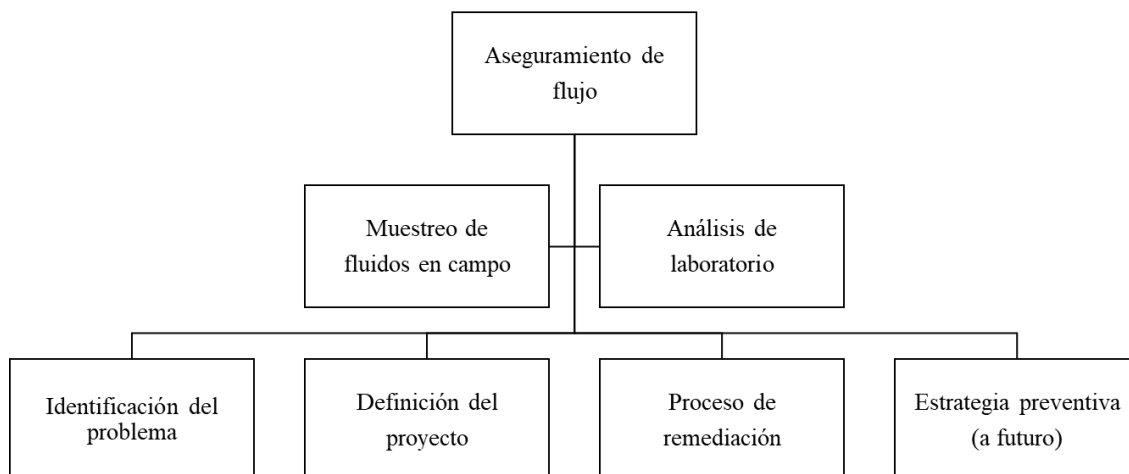 Aseguramiento de
flujo
Muestreo de
fluidos en campo
Análisis de
laboratorio
Identificación del
problema
Definición del
proyecto
Proceso de
remediación
Estrategia preventiva
(a futuro)